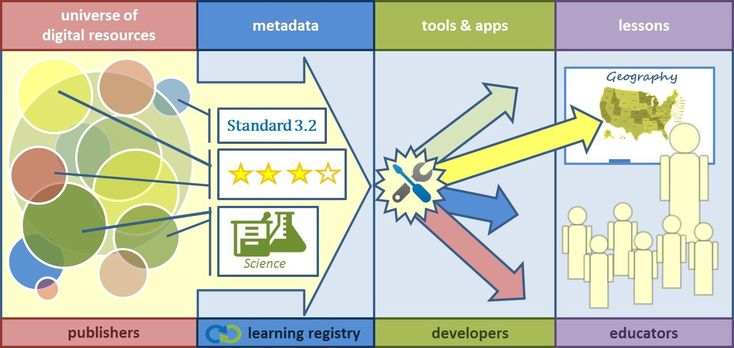 universe of
digital resources
metadata
tools & apps
lessons
Standard 3.2
Science
Geography
publishers
learning registry
developers
educators